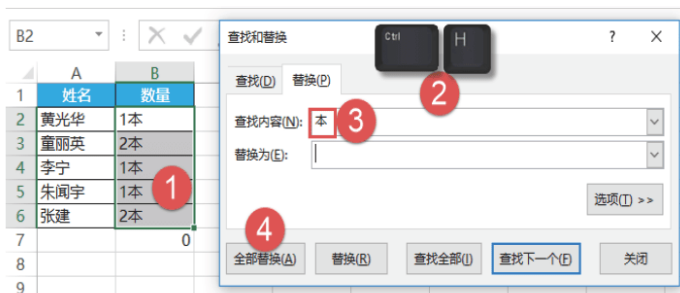 B2
查找和替换
Ctrl
H
?
X
A
B
查找(D)
替换(P)
2
1
姓名
数量
2
黄光华
1本
查找内容(N):
本
3
3
童丽英
2本
替换为(E):
4
李宁
1本
5
朱闻宇
1本
1
选项(T) >>
6
张建
2本
4
7
0
全部替换(A)
替换(R)
查找全部(I)
查找下一个(F)
关闭
8
9